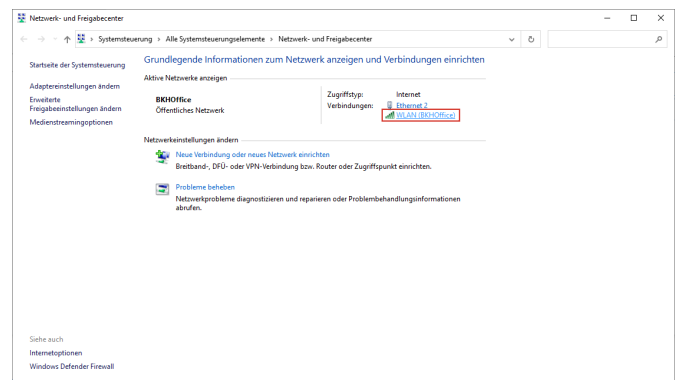 Netzwerk- und Freigabecenter
Systemsteuerung > Alle Systemsteuerungselemente > Netzwerk- und Freigabecenter
Startseite der Systemsteuerung
Adaptereinstellungen ändern
Erweiterte
Freigabeeinstellungen ändern
Medienstreamingoptionen
Grundlegende Informationen zum Netzwerk anzeigen und Verbindungen einrichten
Aktive Netzwerke anzeigen
BKHOffice
Öffentliches Netzwerk
Zugriffstyp: Internet
Verbindungen: Ethernet 2
WLAN (BKHOffice)
Netzwerkeinstellungen ändern
Neue Verbindung oder neues Netzwerk einrichten
Breitband-, DFÜ- oder VPN-Verbindung bzw. Router oder Zugriffspunkt einrichten.
Probleme beheben
Netzwerkprobleme diagnostizieren und reparieren oder Problembehandlungsinformationen
abrufen.
Siehe auch
Internetoptionen
Windows Defender Firewall